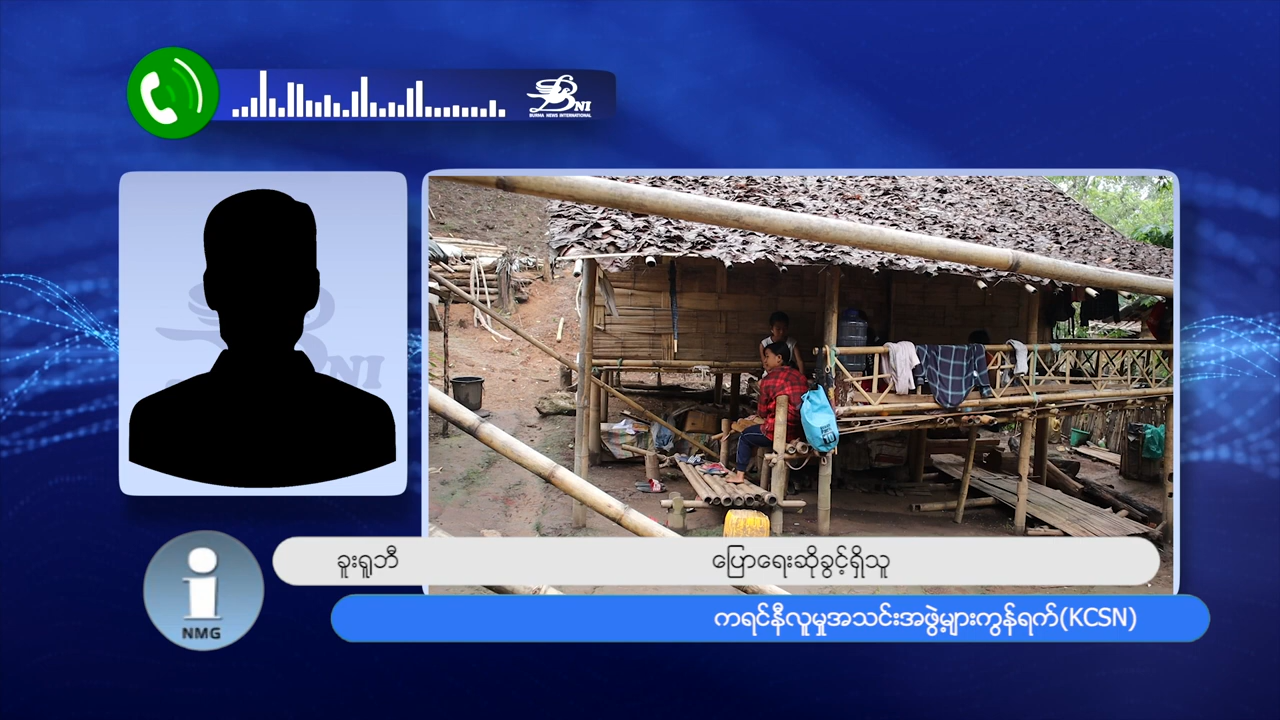 BNI
BURMA NEWS INTERNATIONAL
BNI
ခူးရူဘီ ပြောရေးဆိုခွင့်ရှိသူ
NMG
ကရင်နီလူမှုအသင်းအဖွဲ့များကွန်ရက်(KCSN)